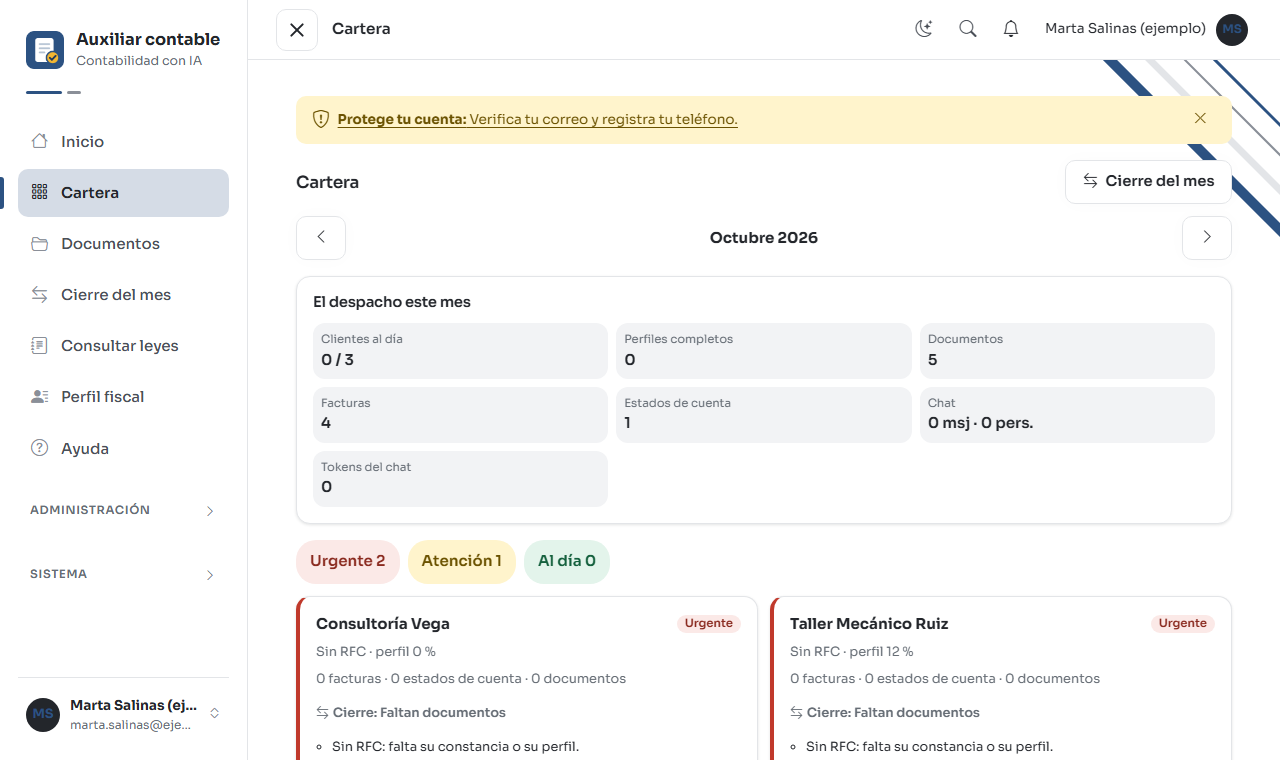 Auxiliar contable
Contabilidad con IA
Inicio
Cartera
Documentos
Cierre del mes
Consultar leyes
Perfil fiscal
Ayuda
ADMINISTRACIÓN
SISTEMA
MS
Marta Salinas (ej...
marta.salinas@eje...
Cartera
Marta Salinas (ejemplo)
MS
Protege tu cuenta: Verifica tu correo y registra tu teléfono.
Cartera
Cierre del mes
Octubre 2026
El despacho este mes
Clientes al día
0 / 3
Perfiles completos
0
Documentos
5
Facturas
4
Estados de cuenta
1
Chat
0 msj · 0 pers.
Tokens del chat
0
Urgente 2
Atención 1
Al día 0
Consultoría Vega
Urgente
Sin RFC · perfil 0 %
0 facturas · 0 estados de cuenta · 0 documentos
Cierre: Faltan documentos
Sin RFC: falta su constancia o su perfil.
Taller Mecánico Ruiz
Urgente
Sin RFC · perfil 12 %
0 facturas · 0 estados de cuenta · 0 documentos
Cierre: Faltan documentos
Sin RFC: falta su constancia o su perfil.